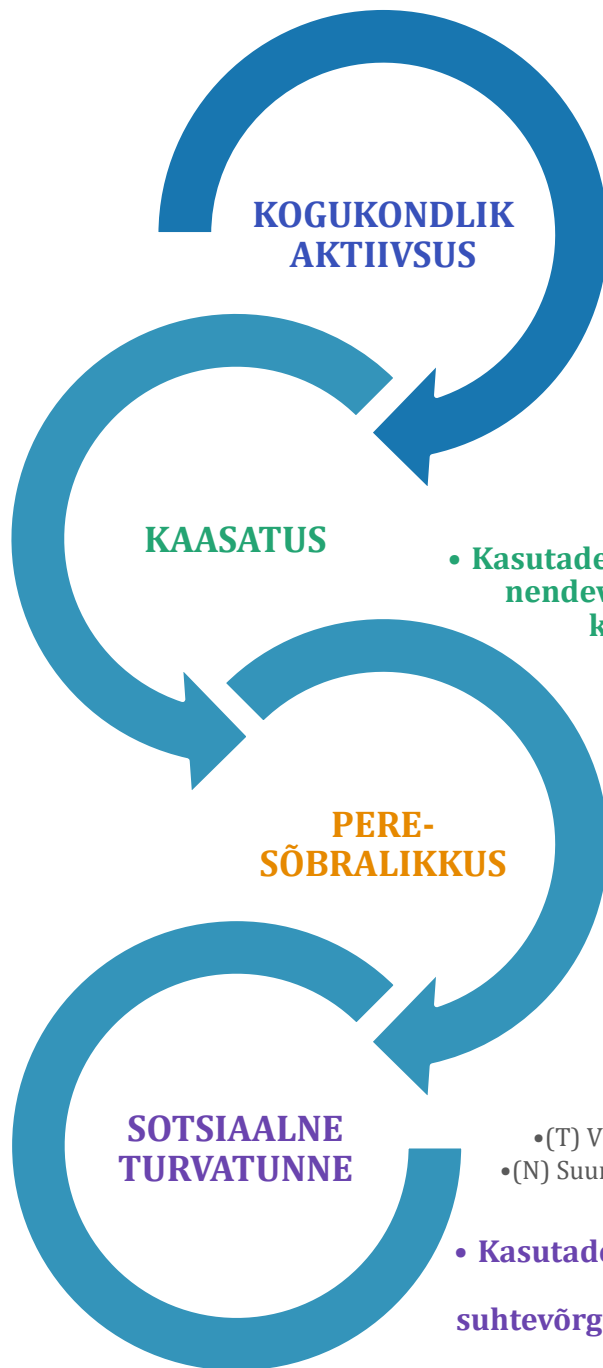 KOGUKONDLIK
AKTIIVSUS
KAASATUS
• Kasutade
nendev
k
PERE-
SÕBRALIKKUS
SOTSIAALNE
TURVATUNNE
•(T) V
•(N) Suur
• Kasutade
suhtevõrg